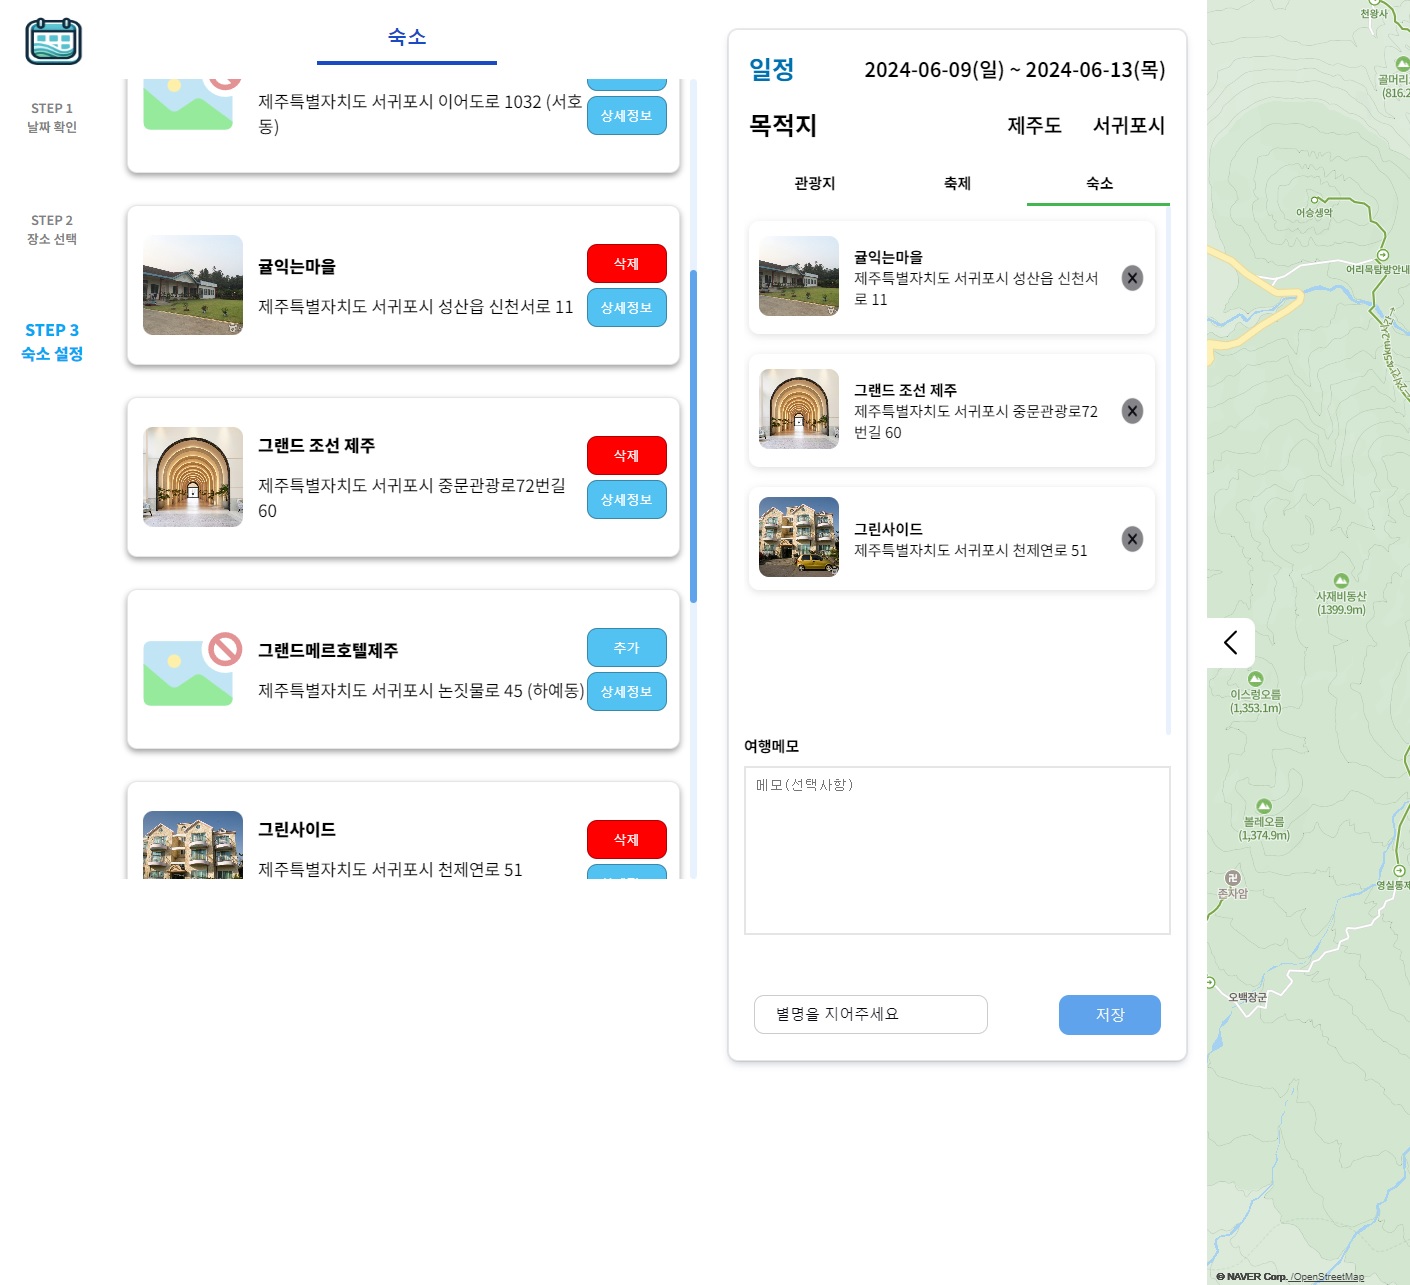 STEP 1
날짜 확인
STEP 2
장소 선택
STEP 3
숙소 설정
숙소
제주특별자치도 서귀포시 이어도로 1032 (서호
동)
상세정보
귤익는마을
제주특별자치도 서귀포시 성산읍 신천서로 11
삭제
상세정보
그랜드 조선 제주
제주특별자치도 서귀포시 중문관광로72번길
60
삭제
상세정보
그랜드메르호텔제주
제주특별자치도 서귀포시 논짓물로 45 (하예동)
추가
상세정보
그린사이드
제주특별자치도 서귀포시 천제연로 51
삭제
일정
2024-06-09(일) ~ 2024-06-13(목)
목적지
제주도 서귀포시
관광지 축제 숙소
귤익는마을
제주특별자치도 서귀포시 성산읍 신천서
로 11
그랜드 조선 제주
제주특별자치도 서귀포시 중문관광로72
번길 60
그린사이드
제주특별자치도 서귀포시 천제연로 51
여행메모
메모(선택사항)
별명을 지어주세요
저장
천왕사
골머리
(816.2
어승생악
어리목탐방안내
사재비동산
(1399.9m)
이스렁오름
(1,353.1m)
볼레오름
(1,374.9m)
존자암
영실통제
오백장군
© NAVER Corp. /OpenStreetMap